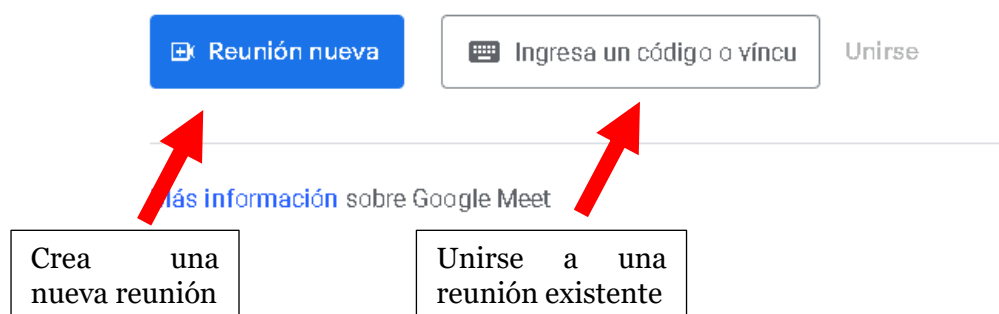 Reunión nueva
Ingresa un código o víncu
Unirse
Más información sobre Google Meet
Crea una
nueva reunión
Unirse a una
reunión existente